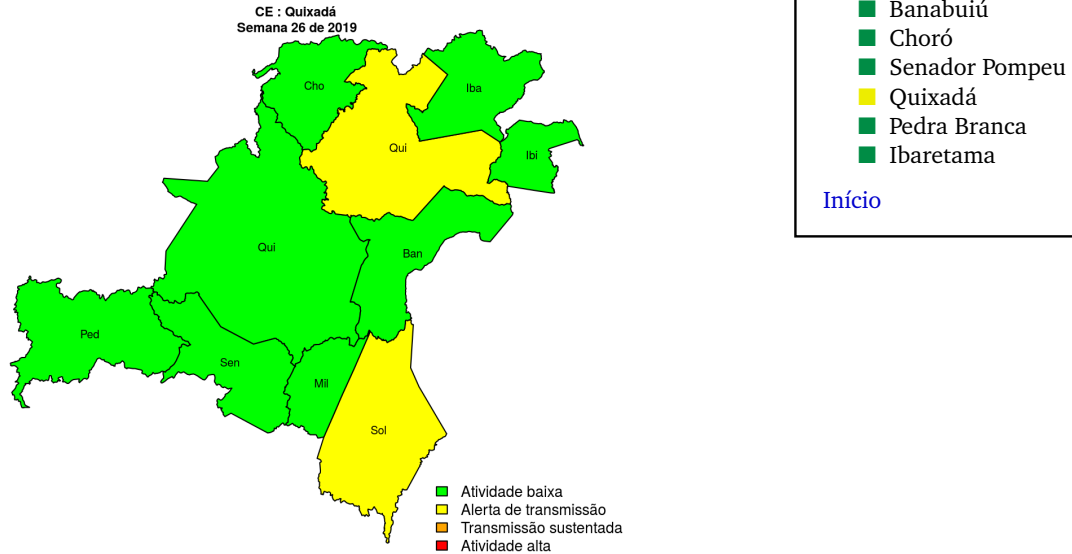 CE : Quixadá
Semana 26 de 2019
Cho
Iba
Qui
Ibi
Qui
Ban
Ped
Sen
Mil
Sol
Atividade baixa
Alerta de transmissão
Transmissão sustentada
Atividade alta
Banabuiú
Choró
Senador Pompeu
Quixadá
Pedra Branca
Ibaretama
Início